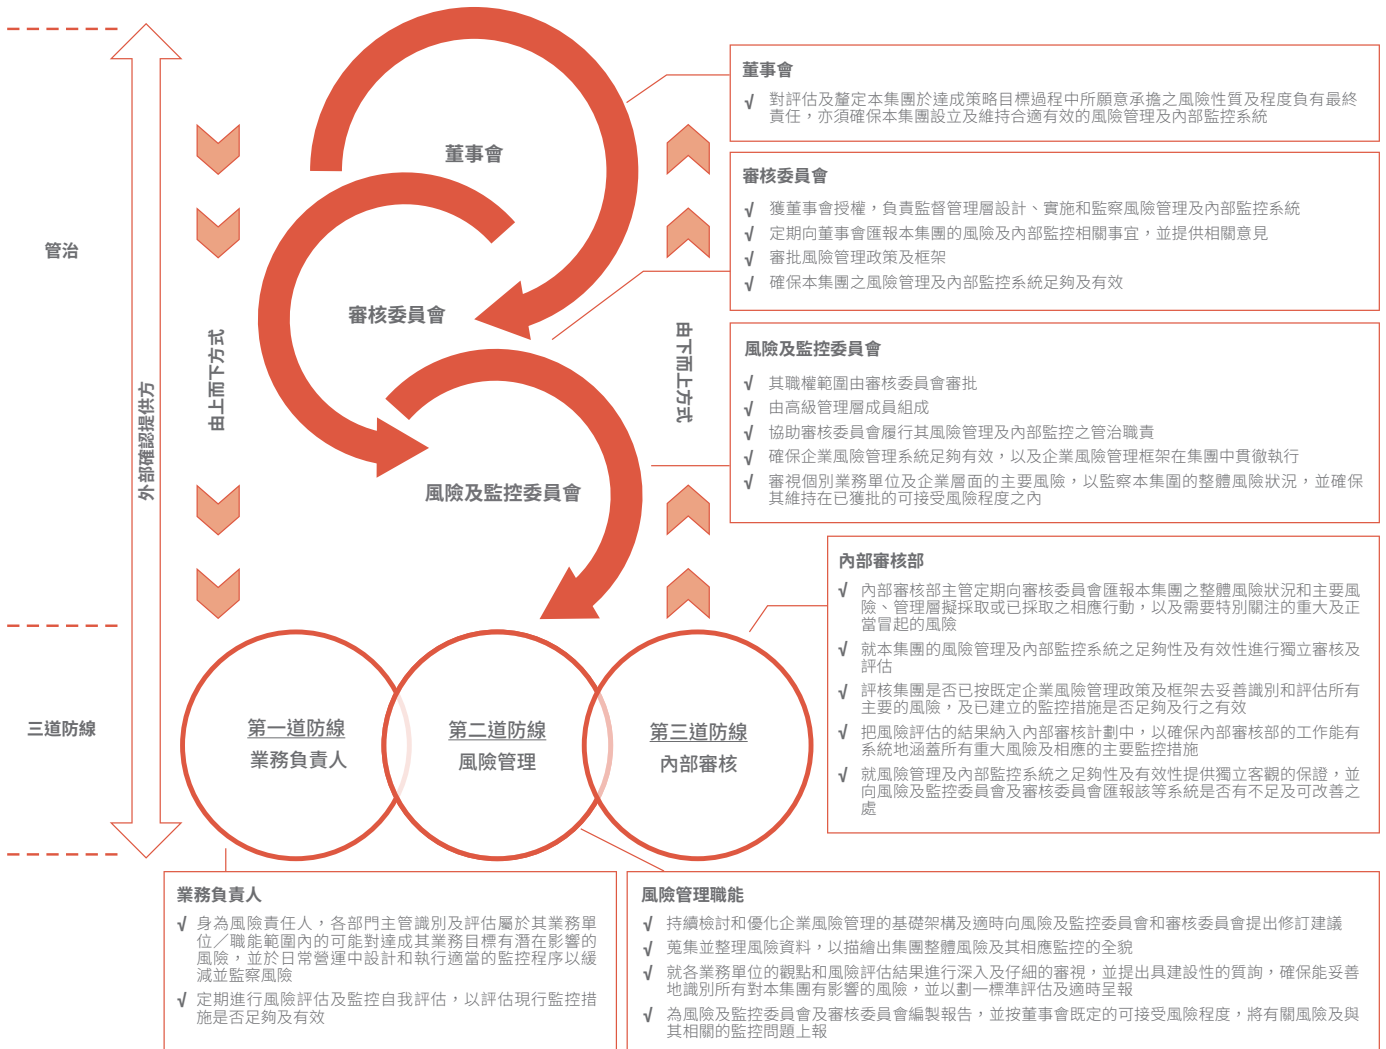 管治
三道防線
外部確認提供方
由上而下方式
由下而上方式
董事會
審核委員會
風險及監控委員會
第一道防線
業務負責人
第二道防線
風險管理
第三道防線
內部審核
董事會
√ 對評估及釐定本集團於達成策略目標過程中所願意承擔之風險性質及程度負有最終
責任，亦須確保本集團設立及維持合適有效的風險管理及內部監控系統
審核委員會
√ 獲董事會授權，負責監督管理層設計、實施和監察風險管理及內部監控系統
√ 定期向董事會匯報本集團的風險及內部監控相關事宜，並提供相關意見
√ 審批風險管理政策及框架
√ 確保本集團之風險管理及內部監控系統足夠及有效
風險及監控委員會
√ 其職權範圍由審核委員會審批
√ 由高級管理層成員組成
√ 協助審核委員會履行其風險管理及內部監控之管治職責
√ 確保企業風險管理系統足夠有效，以及企業風險管理框架在集團中貫徹執行
√ 審視個別業務單位及企業層面的主要風險，以監察本集團的整體風險狀況，並確保
其維持在已獲批的可接受風險程度之內
內部審核部
√ 內部審核部主管定期向審核委員會匯報本集團之整體風險狀況和主要風
險、管理層擬採取或已採取之相應行動，以及需要特別關注的重大及正
當冒起的風險
√ 就本集團的風險管理及內部監控系統之足夠性及有效性進行獨立審核及
評估
√ 評核集團是否已按既定企業風險管理政策及框架去妥善識別和評估所有
主要的風險，及已建立的監控措施是否足夠及行之有效
√ 把風險評估的結果納入內部審核計劃中，以確保內部審核部的工作能有
系統地涵蓋所有重大風險及相應的主要監控措施
√ 就風險管理及內部監控系統之足夠性及有效性提供獨立客觀的保證，並
向風險及監控委員會及審核委員會匯報該等系統是否有不足及可改善之
處
業務負責人
√ 身為風險責任人，各部門主管識別及評估屬於其業務單
位／職能範圍內的可能對達成其業務目標有潛在影響的
風險，並於日常營運中設計和執行適當的監控程序以緩
減並監察風險
√ 定期進行風險評估及監控自我評估，以評估現行監控措
施是否足夠及有效
風險管理職能
√ 持續檢討和優化企業風險管理的基礎架構及適時向風險及監控委員會和審核委員會提出修訂建議
√ 蒐集並整理風險資料，以描繪出集團整體風險及其相應監控的全貌
√ 就各業務單位的觀點和風險評估結果進行深入及仔細的審視，並提出具建設性的質詢，確保能妥善
地識別所有對本集團有影響的風險，並以劃一標準評估及適時呈報
√ 為風險及監控委員會及審核委員會編製報告，並按董事會既定的可接受風險程度，將有關風險及與
其相關的監控問題上報